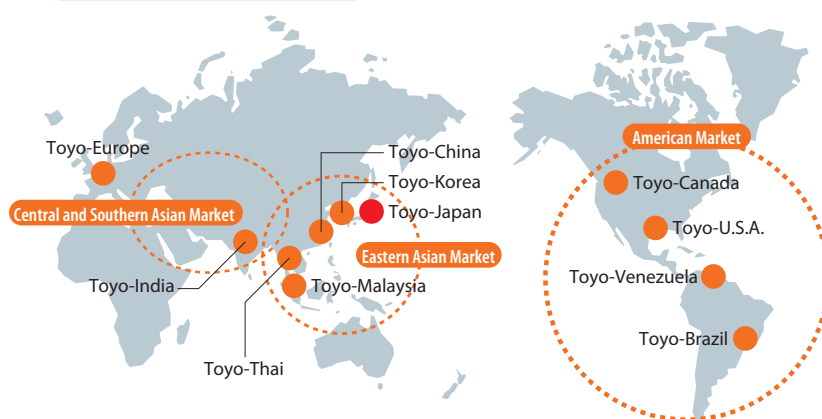 Toyo-Europe
Toyo-China
Toyo-Korea
Toyo-Japan
Central and Southern Asian Market
Eastern Asian Market
Toyo-India
Toyo-Malaysia
Toyo-Thai
American Market
Toyo-Canada
Toyo-U.S.A.
Toyo-Venezuela
Toyo-Brazil